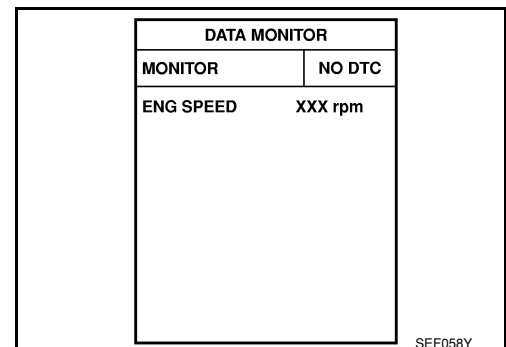 DATA MONITOR
MONITOR NO DTC
ENG SPEED XXX rpm
SEF058Y